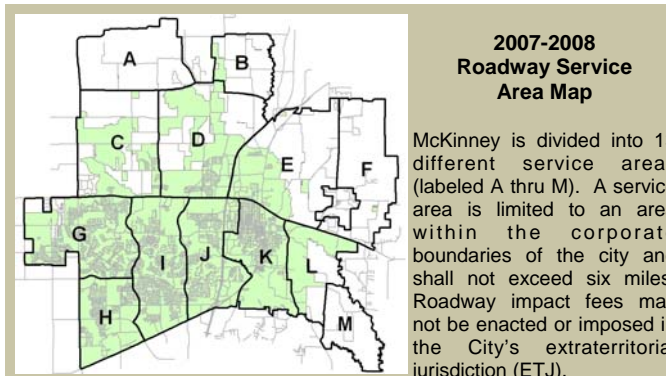 A
B
C
D
E
F
G
H
I
J
K
L
M
2007-2008
Roadway Service
Area Map
McKinney is divided into 1
different service area
(labeled A thru M). A servic
area is limited to an are
within the corporat
boundaries of the city an
shall not exceed six miles
Roadway impact fees ma
not be enacted or imposed i
the City's extraterritoria
jurisdiction (ETJ).